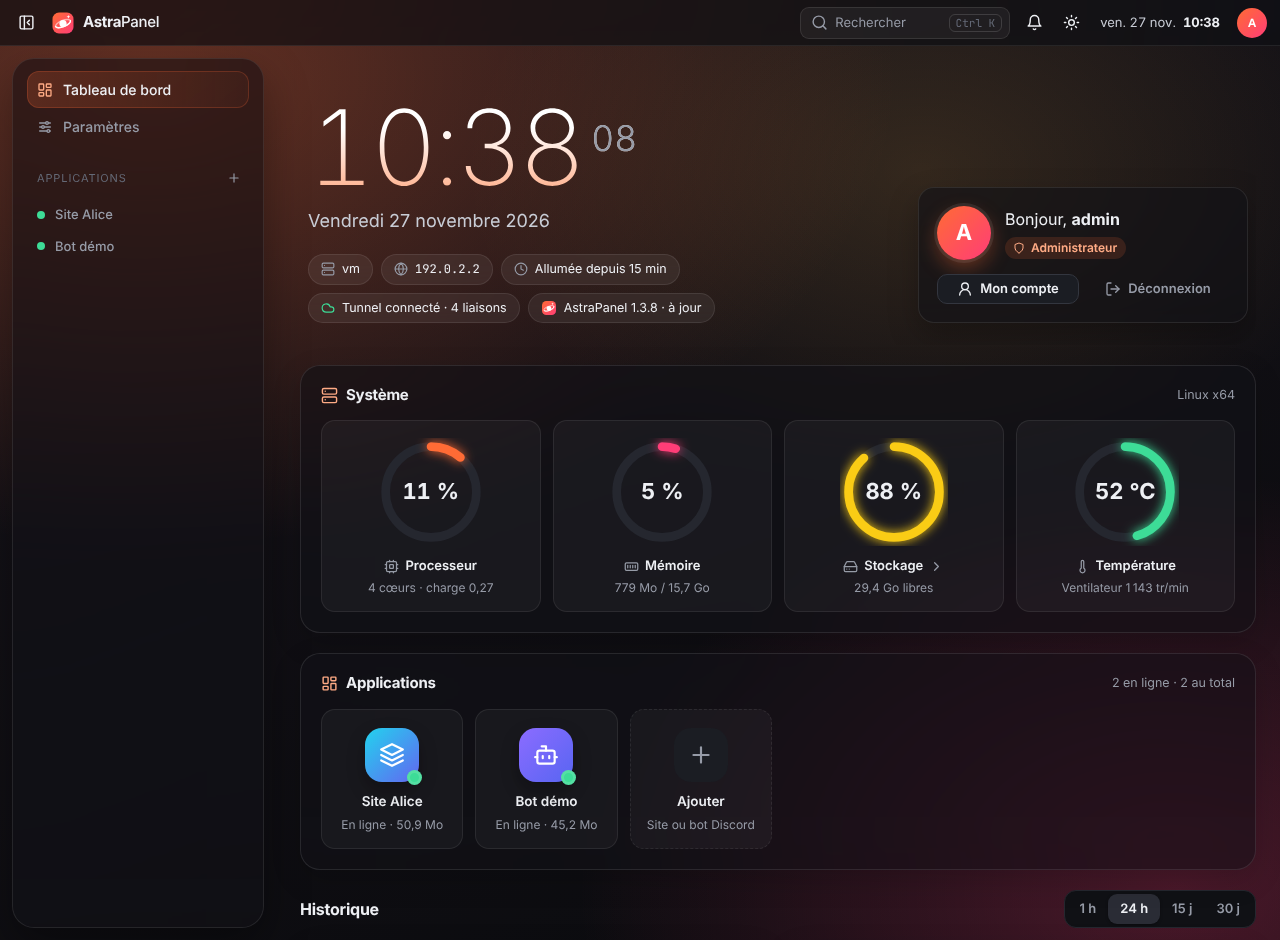 AstraPanel
Rechercher
Ctrl K
ven. 27 nov. 10:38
A
Tableau de bord
Paramètres
APPLICATIONS
Site Alice
Bot démo
10:38 08
Vendredi 27 novembre 2026
vm
192.0.2.2
Allumée depuis 15 min
Tunnel connecté · 4 liaisons
AstraPanel 1.3.8 · à jour
A
Bonjour, admin
Administrateur
Mon compte
Déconnexion
Système
Linux x64
11 %
Processeur
4 cœurs · charge 0,27
5 %
Mémoire
779 Mo / 15,7 Go
88 %
Stockage
29,4 Go libres
52 °C
Température
Ventilateur 1 143 tr/min
Applications
2 en ligne · 2 au total
Site Alice
En ligne · 50,9 Mo
Bot démo
En ligne · 45,2 Mo
Ajouter
Site ou bot Discord
Historique
1 h
24 h
15 j
30 j